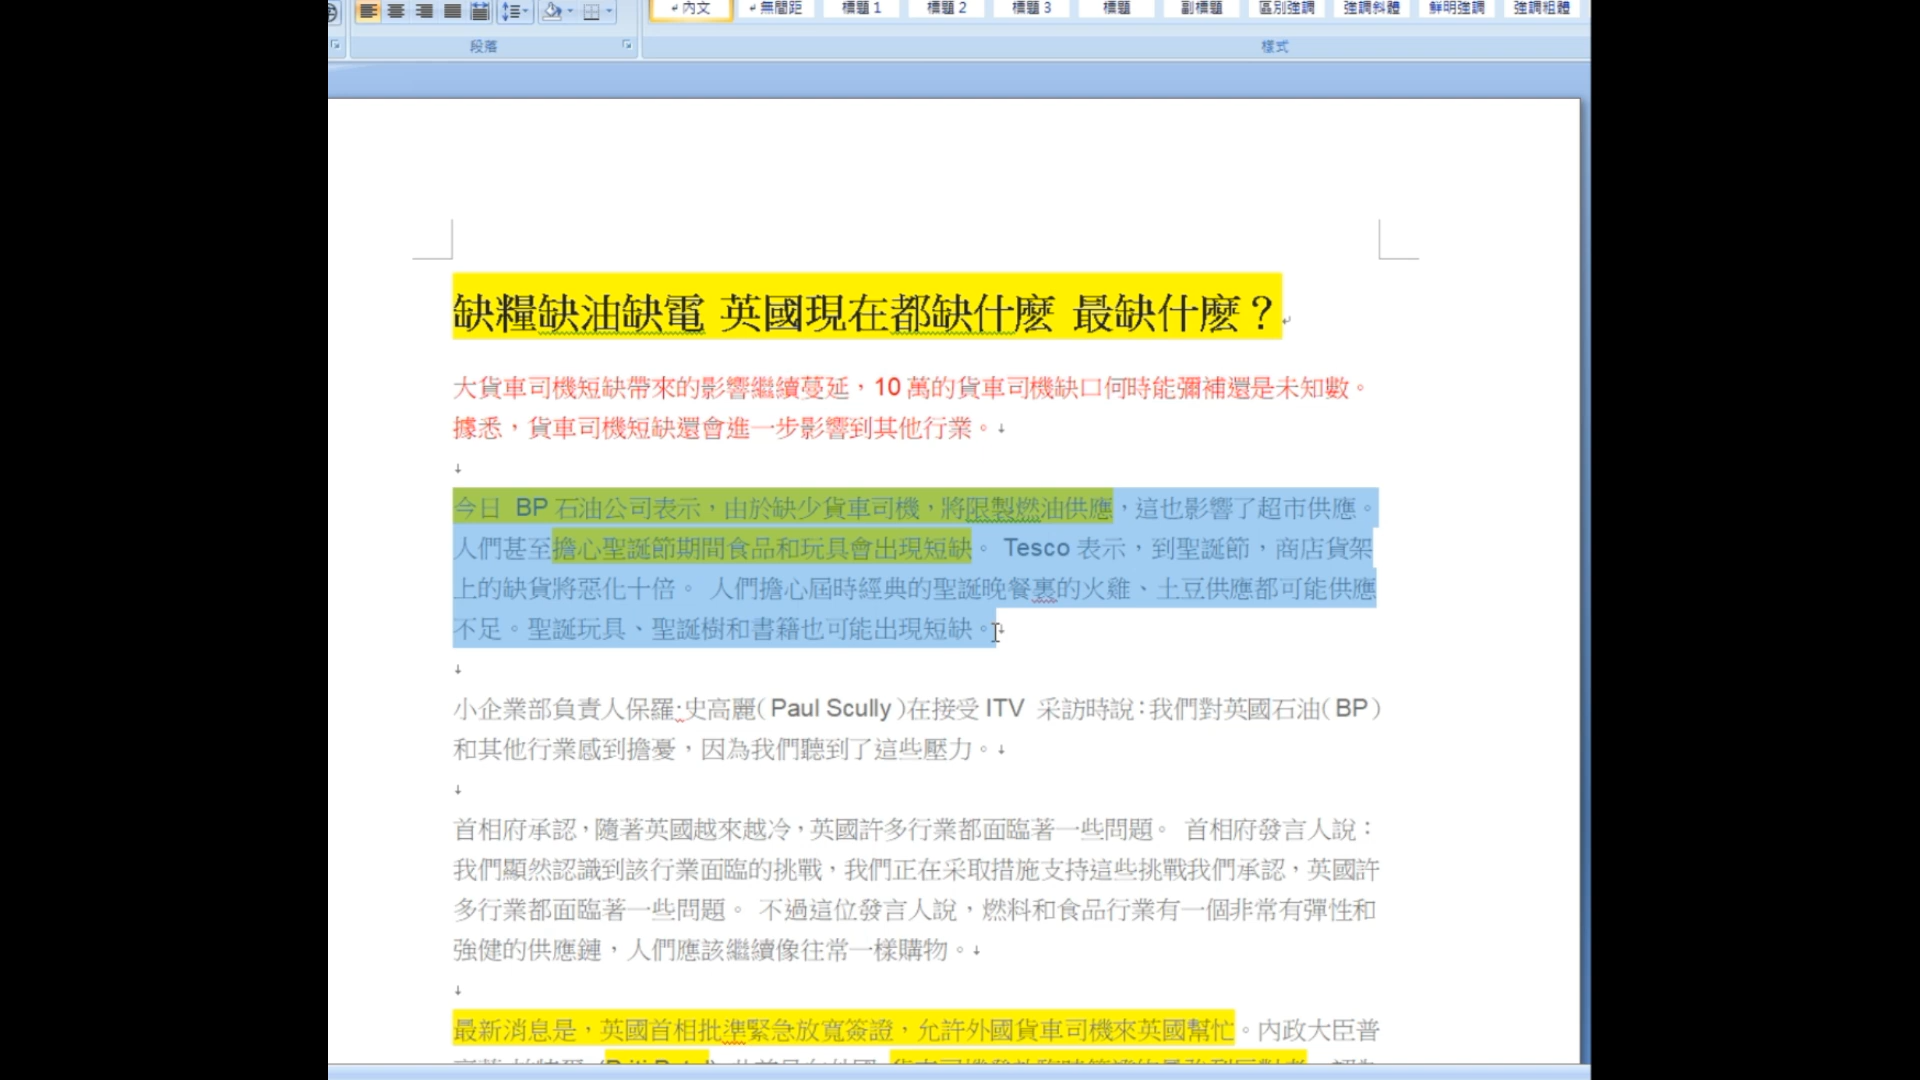 內文 無間距 標題 1 標題 2 標題 3 標題 副標題 區別強調 強調斜體 鮮明強調 強調粗體
段落 樣式
缺糧缺油缺電 英國現在都缺什麼 最缺什麼？
大貨車司機短缺帶來的影響繼續蔓延，10 萬的貨車司機缺口何時能彌補還是未知數。
據悉，貨車司機短缺還會進一步影響到其他行業。
今日 BP 石油公司表示，由於缺少貨車司機，將限製燃油供應，這也影響了超市供應。
人們甚至擔心聖誕節期間食品和玩具會出現短缺。 Tesco 表示，到聖誕節，商店貨架
上的缺貨將惡化十倍。 人們擔心屆時經典的聖誕晚餐裏的火雞、土豆供應都可能供應
不足。聖誕玩具、聖誕樹和書籍也可能出現短缺。
小企業部負責人保羅·史高麗(Paul Scully)在接受 ITV 采訪時說：我們對英國石油(BP)
和其他行業感到擔憂，因為我們聽到了這些壓力。
首相府承認，隨著英國越來越冷，英國許多行業都面臨著一些問題。 首相府發言人說：
我們顯然認識到該行業面臨的挑戰，我們正在采取措施支持這些挑戰我們承認，英國許
多行業都面臨著一些問題。 不過這位發言人說，燃料和食品行業有一個非常有彈性和
強健的供應鏈，人們應該繼續像往常一樣購物。
最新消息是，英國首相批準緊急放寬簽證，允許外國貨車司機來英國幫忙。內政大臣普